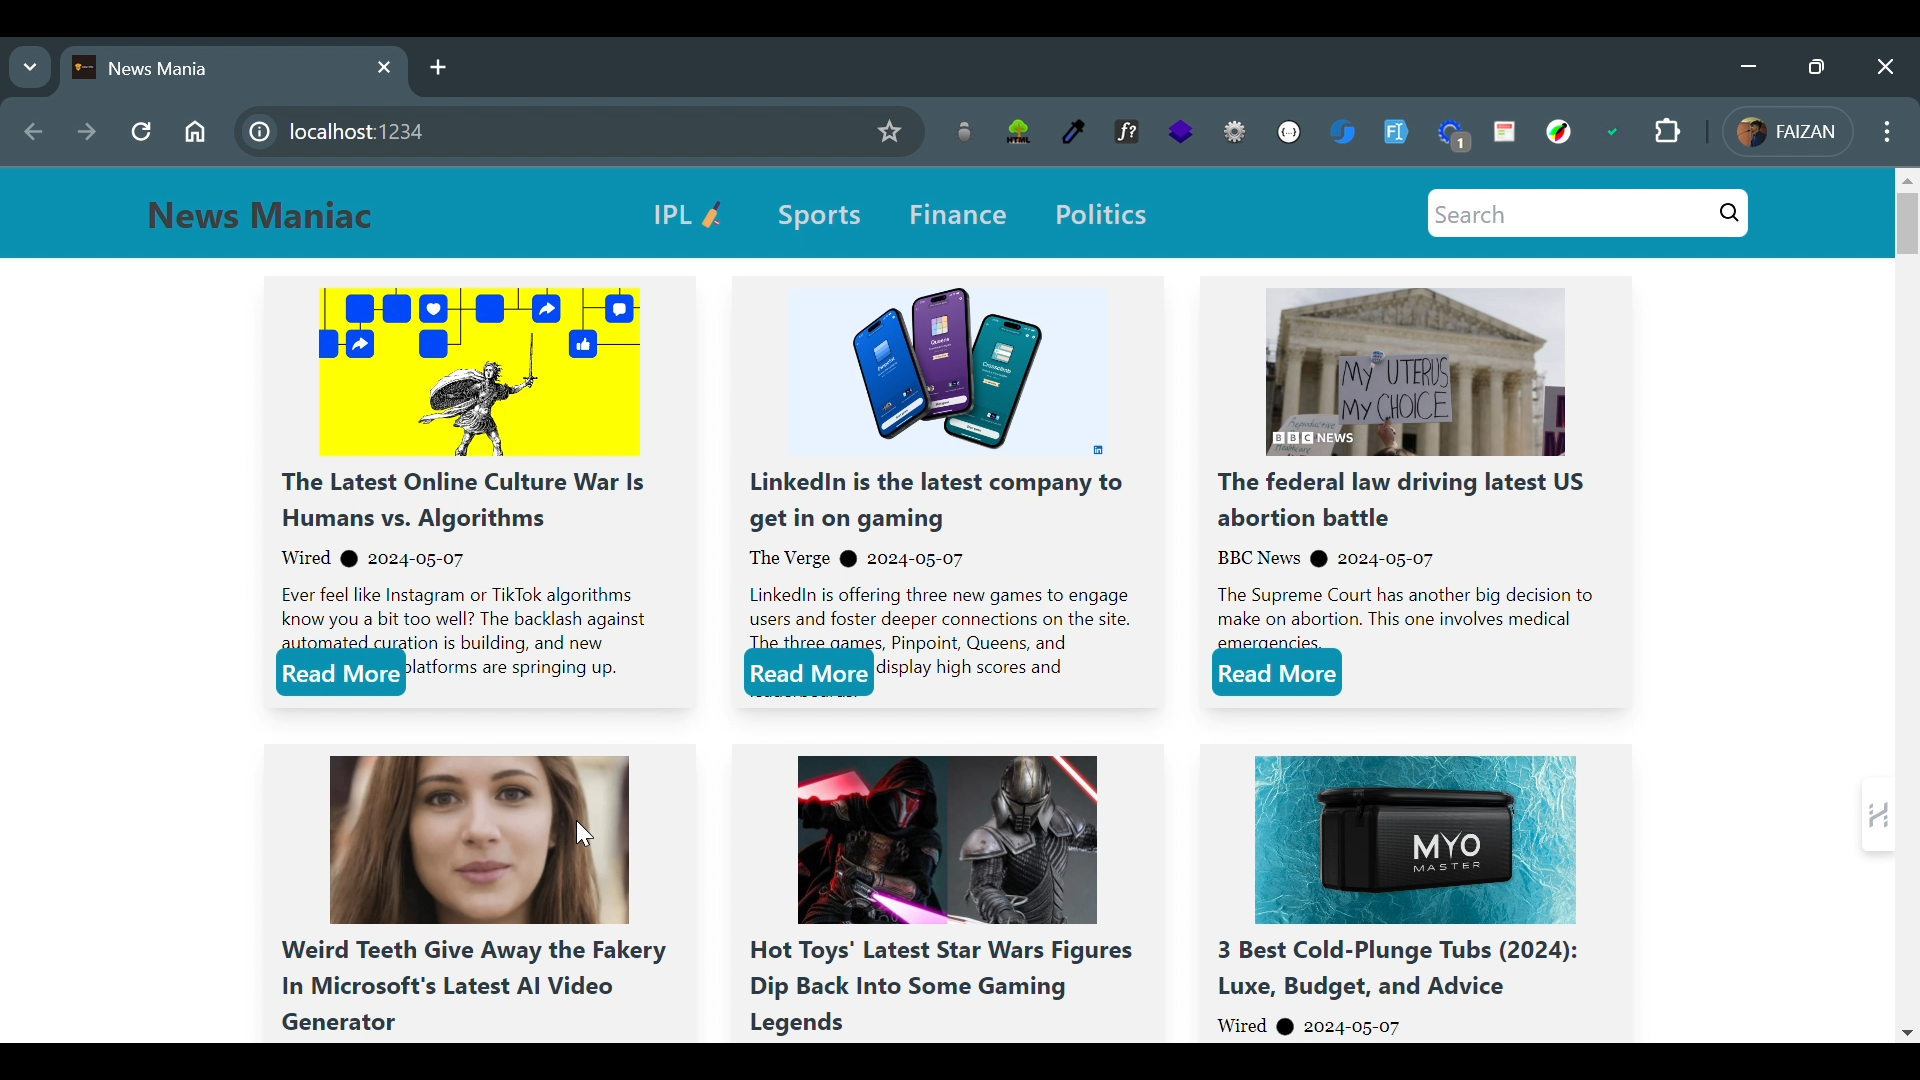 News Mania
localhost:1234
HTML
f?
1
FAIZAN
News Maniac
IPL
Sports
Finance
Politics
Search
MY UTERUS
MY CHOICE
BBC NEWS
The Latest Online Culture War Is
Humans vs. Algorithms
Wired ● 2024-05-07
Ever feel like Instagram or TikTok algorithms
know you a bit too well? The backlash against
automated curation is building, and new
Read More platforms are springing up.
LinkedIn is the latest company to
get in on gaming
The Verge ● 2024-05-07
LinkedIn is offering three new games to engage
users and foster deeper connections on the site.
The three games, Pinpoint, Queens, and
Read More display high scores and
The federal law driving latest US
abortion battle
BBC News ● 2024-05-07
The Supreme Court has another big decision to
make on abortion. This one involves medical
emergencies.
Read More
MYO
MASTER
Weird Teeth Give Away the Fakery
In Microsoft's Latest AI Video
Generator
Hot Toys' Latest Star Wars Figures
Dip Back Into Some Gaming
Legends
3 Best Cold-Plunge Tubs (2024):
Luxe, Budget, and Advice
Wired ● 2024-05-07